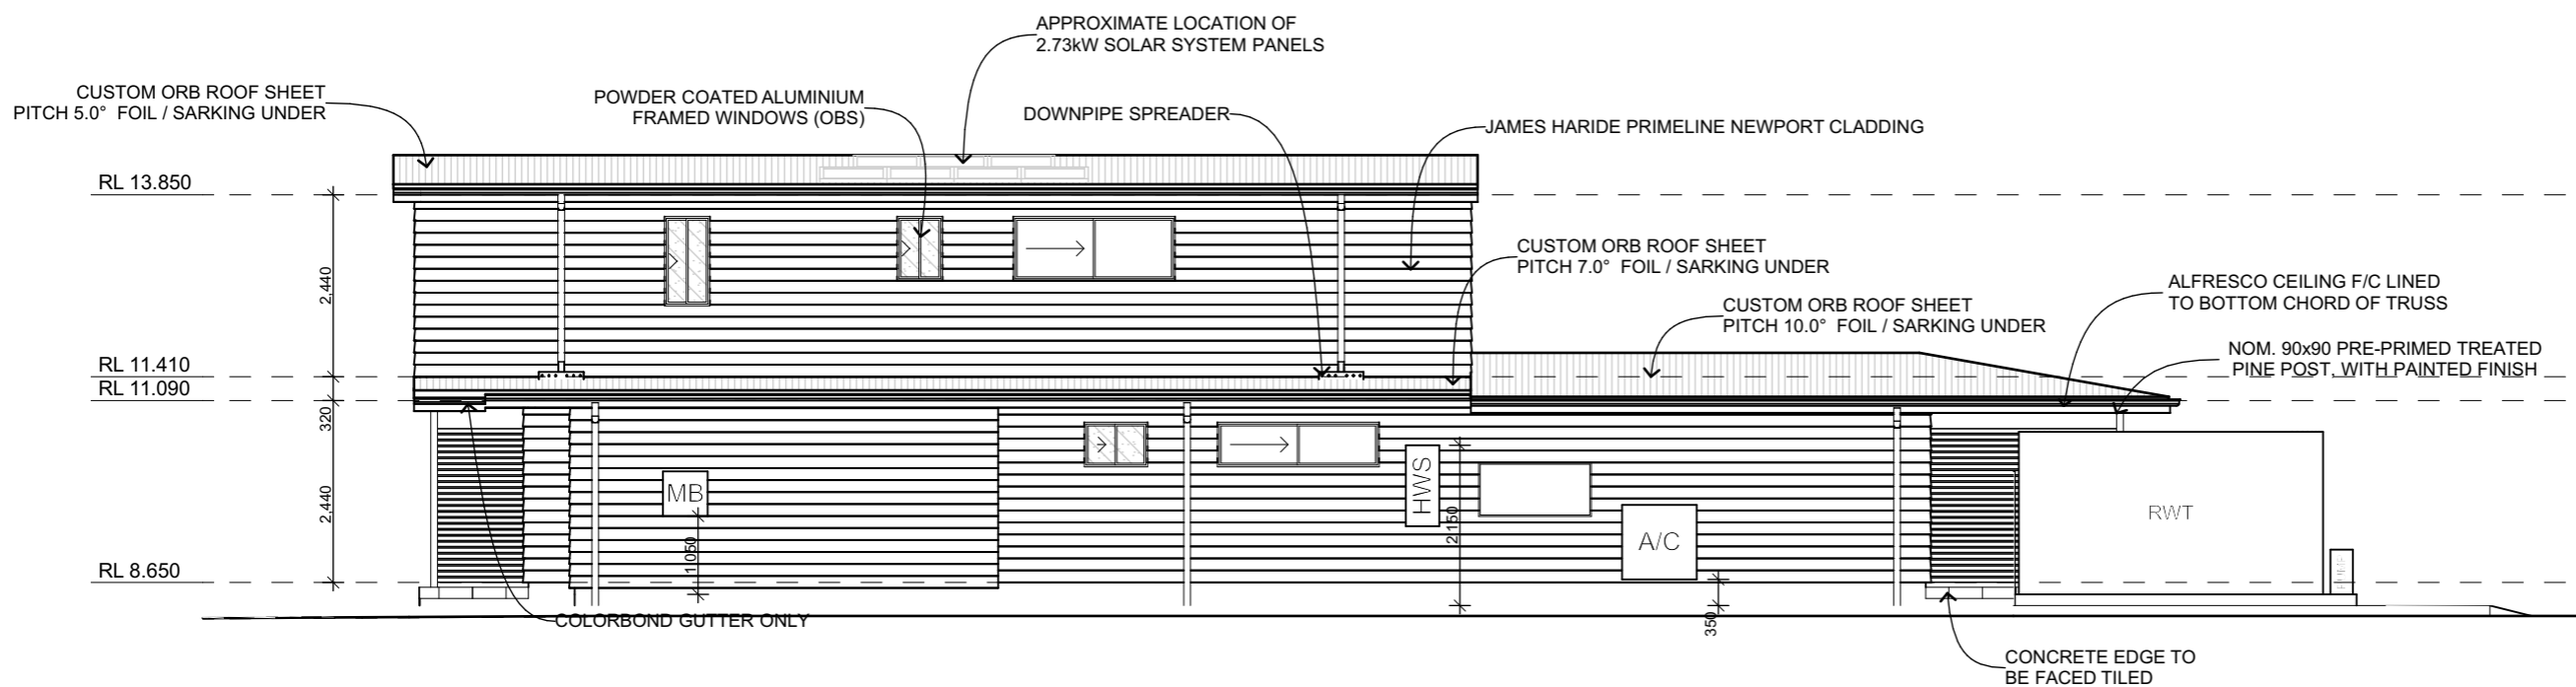 APPROXIMATE LOCATION OF
2.73kW SOLAR SYSTEM PANELS
CUSTOM ORB ROOF SHEET
PITCH 5.0° FOIL / SARKING UNDER
POWDER COATED ALUMINIUM
FRAMED WINDOWS (OBS)
DOWNPIPE SPREADER
JAMES HARIDE PRIMELINE NEWPORT CLADDING
RL 13.850
CUSTOM ORB ROOF SHEET
PITCH 7.0° FOIL / SARKING UNDER
ALFRESCO CEILING F/C LINED
TO BOTTOM CHORD OF TRUSS
CUSTOM ORB ROOF SHEET
PITCH 10.0° FOIL / SARKING UNDER
NOM. 90x90 PRE-PRIMED TREATED
PINE POST, WITH PAINTED FINISH
2,440
RL 11.410
RL 11.090
320
2,440
MB
HWS
A/C
RWT
PUMP
1050
2150
350
RL 8.650
COLORBOND GUTTER ONLY
CONCRETE EDGE TO
BE FACED TILED